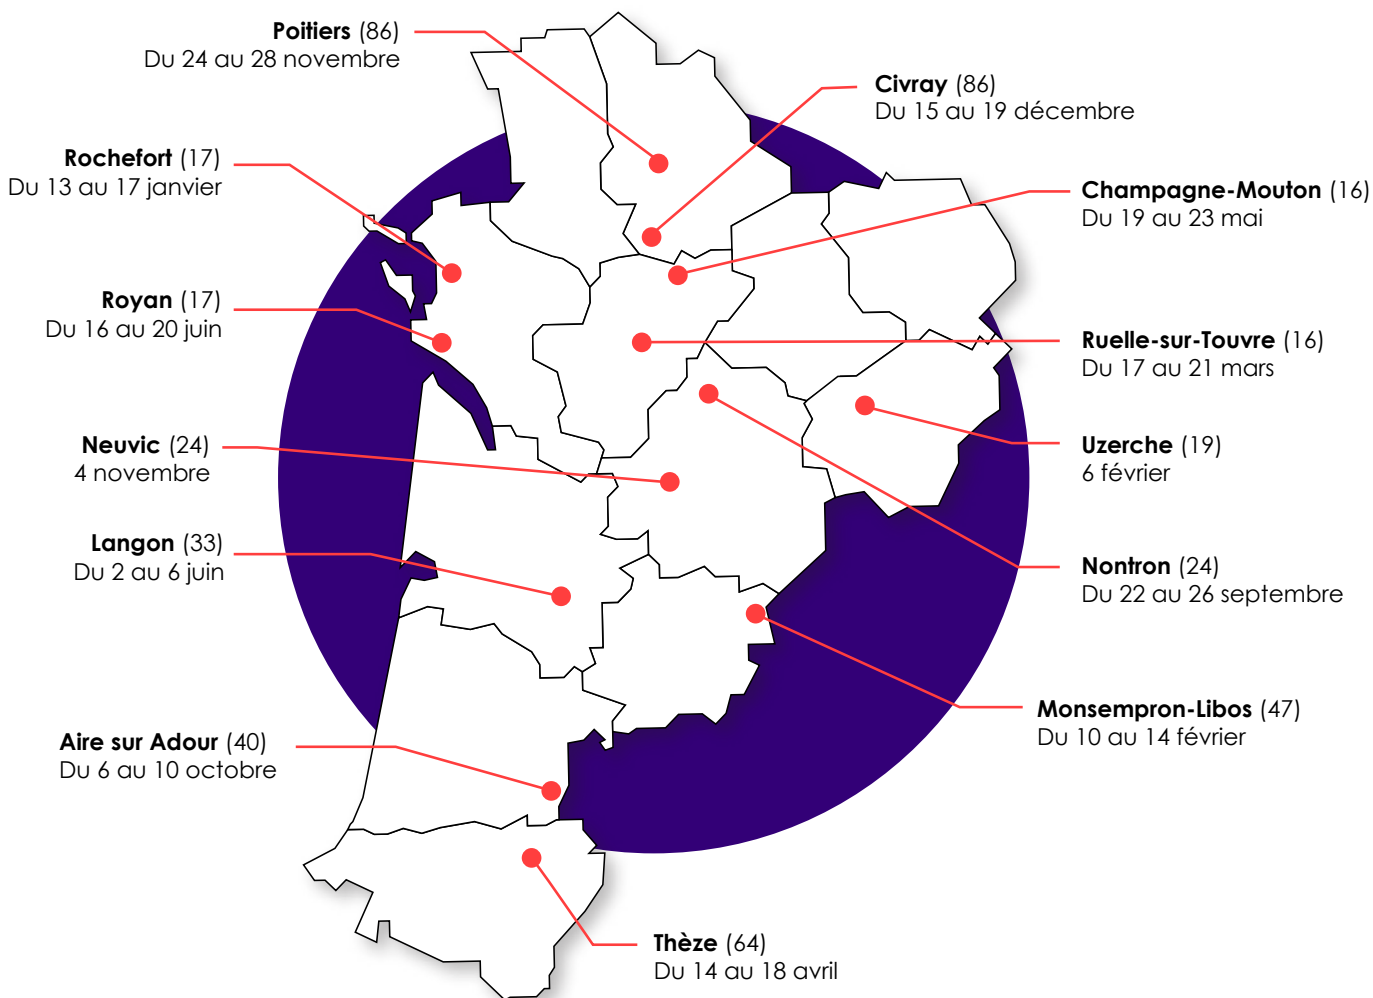 Poitiers (86)
Du 24 au 28 novembre
Civray (86)
Du 15 au 19 décembre
Rochefort (17)
Du 13 au 17 janvier
Champagne-Mouton (16)
Du 19 au 23 mai
Royan (17)
Du 16 au 20 juin
Ruelle-sur-Touvre (16)
Du 17 au 21 mars
Neuvic (24)
4 novembre
Uzerche (19)
6 février
Langon (33)
Du 2 au 6 juin
Nontron (24)
Du 22 au 26 septembre
Monsempron-Libos (47)
Du 10 au 14 février
Aire sur Adour (40)
Du 6 au 10 octobre
Thèze (64)
Du 14 au 18 avril